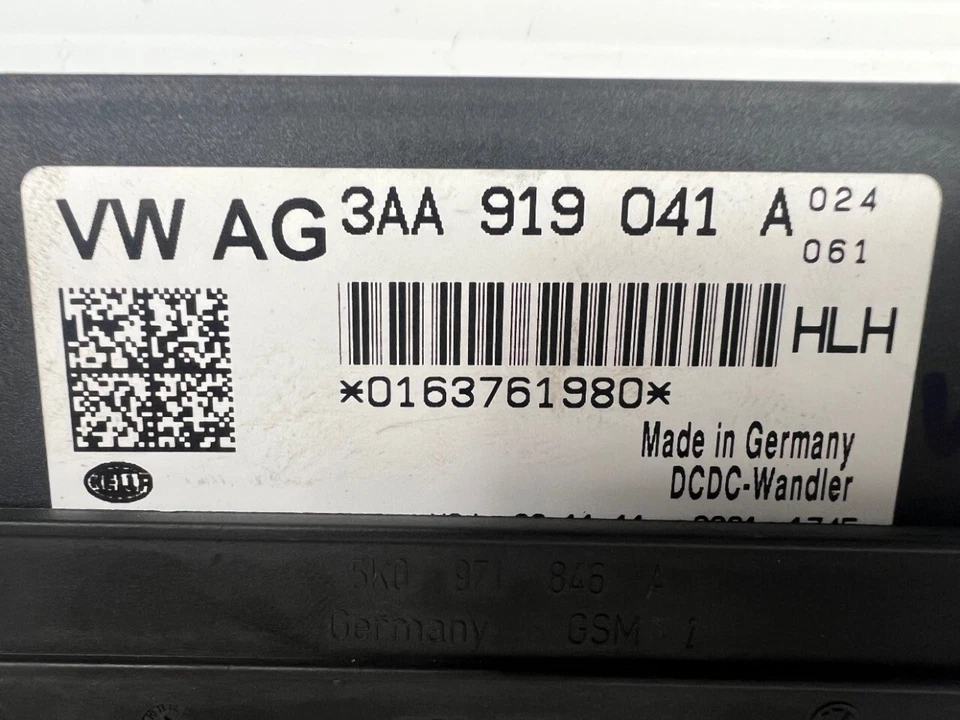 VW AG 3AA 919 041 A 024
061
HLH
*0163761980*
Made in Germany
DCDC-Wandler
HELLA
5K0 971 846 A
Germany GSM